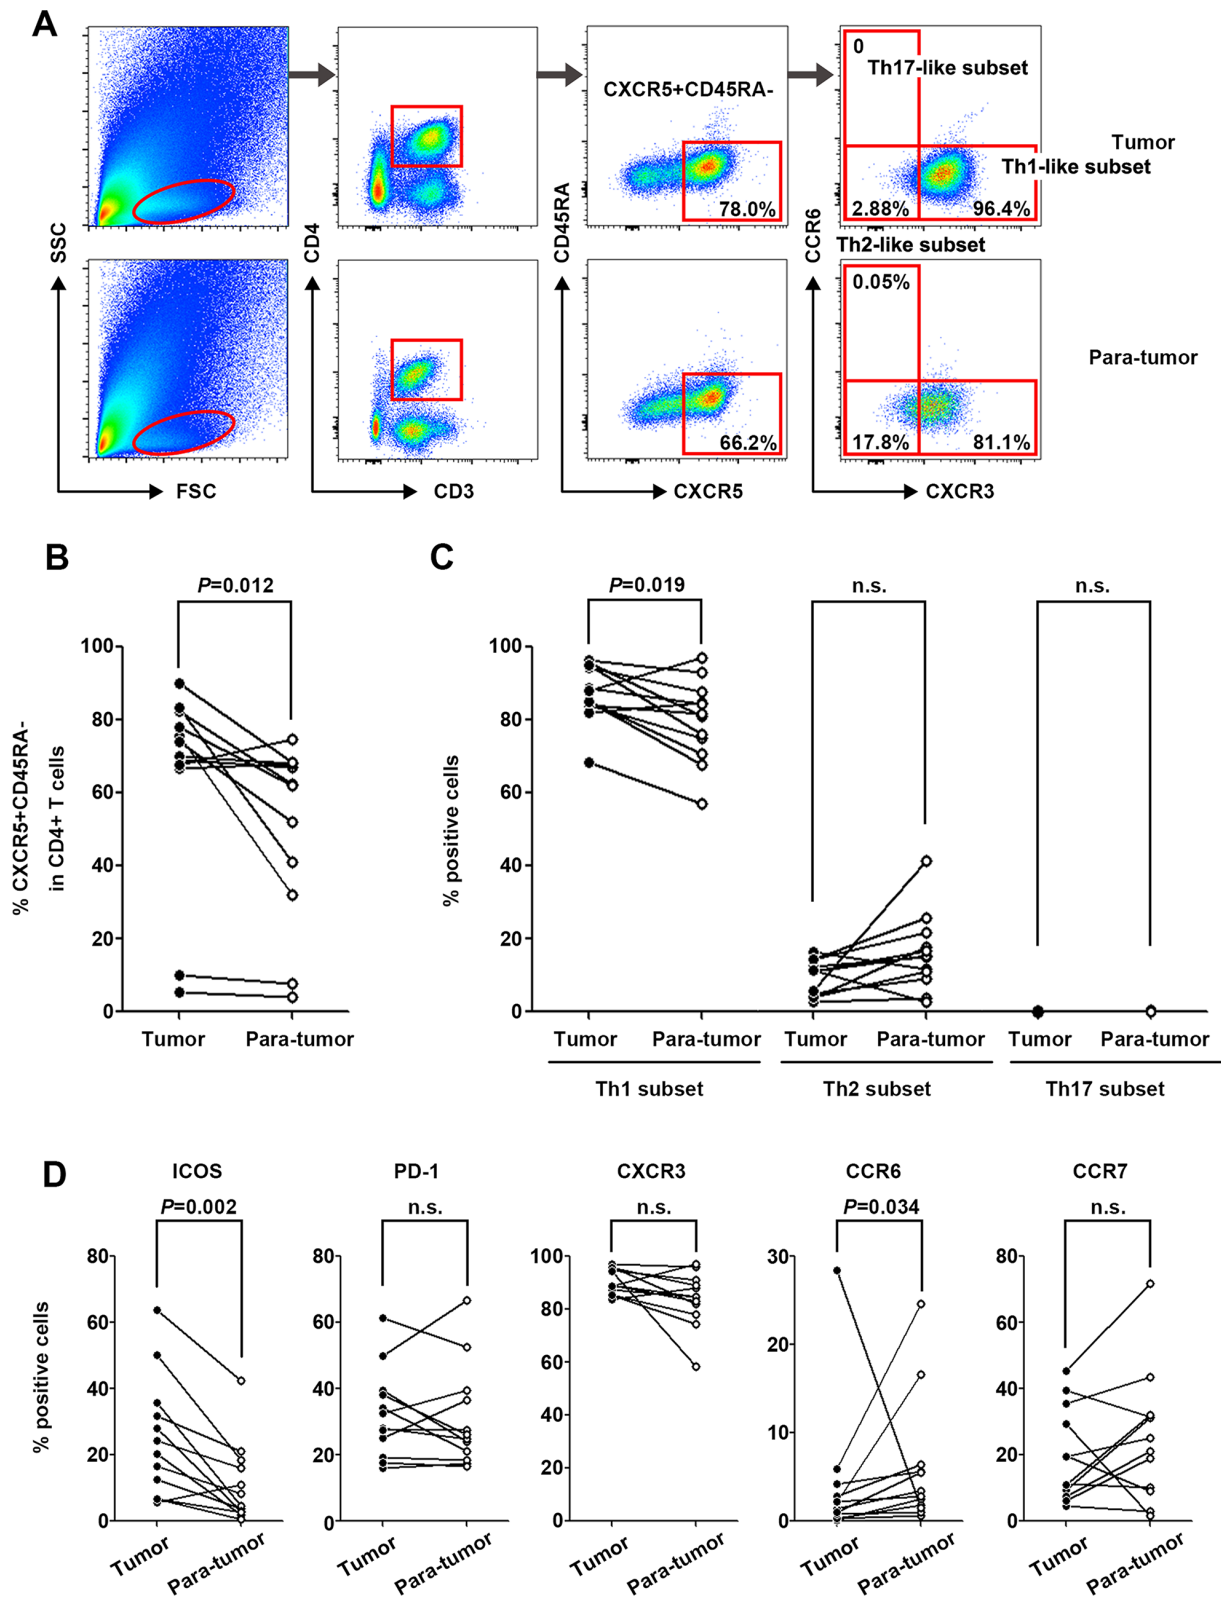 A
0
Th17-like subset
CXCR5+CD45RA-
Tumor
Th1-like subset
78.0%
2.88% 96.4%
SSC
CD4
CD45RA
CCR6
Th2-like subset
0.05%
Para-tumor
66.2%
17.8% 81.1%
FSC
CD3
CXCR5
CXCR3
B
P=0.012
% CXCR5+CD45RA-
in CD4+ T cells
100
80
60
40
20
0
Tumor Para-tumor
C
P=0.019 n.s. n.s.
% positive cells
100
80
60
40
20
0
Tumor Para-tumor Tumor Para-tumor Tumor Para-tumor
Th1 subset Th2 subset Th17 subset
D
ICOS
P=0.002
% positive cells
80
60
40
20
0
Tumor
Para-tumor
PD-1
n.s.
80
60
40
20
0
Tumor
Para-tumor
CXCR3
n.s.
100
80
60
40
20
0
Tumor
Para-tumor
CCR6
P=0.034
30
20
10
0
Tumor
Para-tumor
CCR7
n.s.
80
60
40
20
0
Tumor
Para-tumor